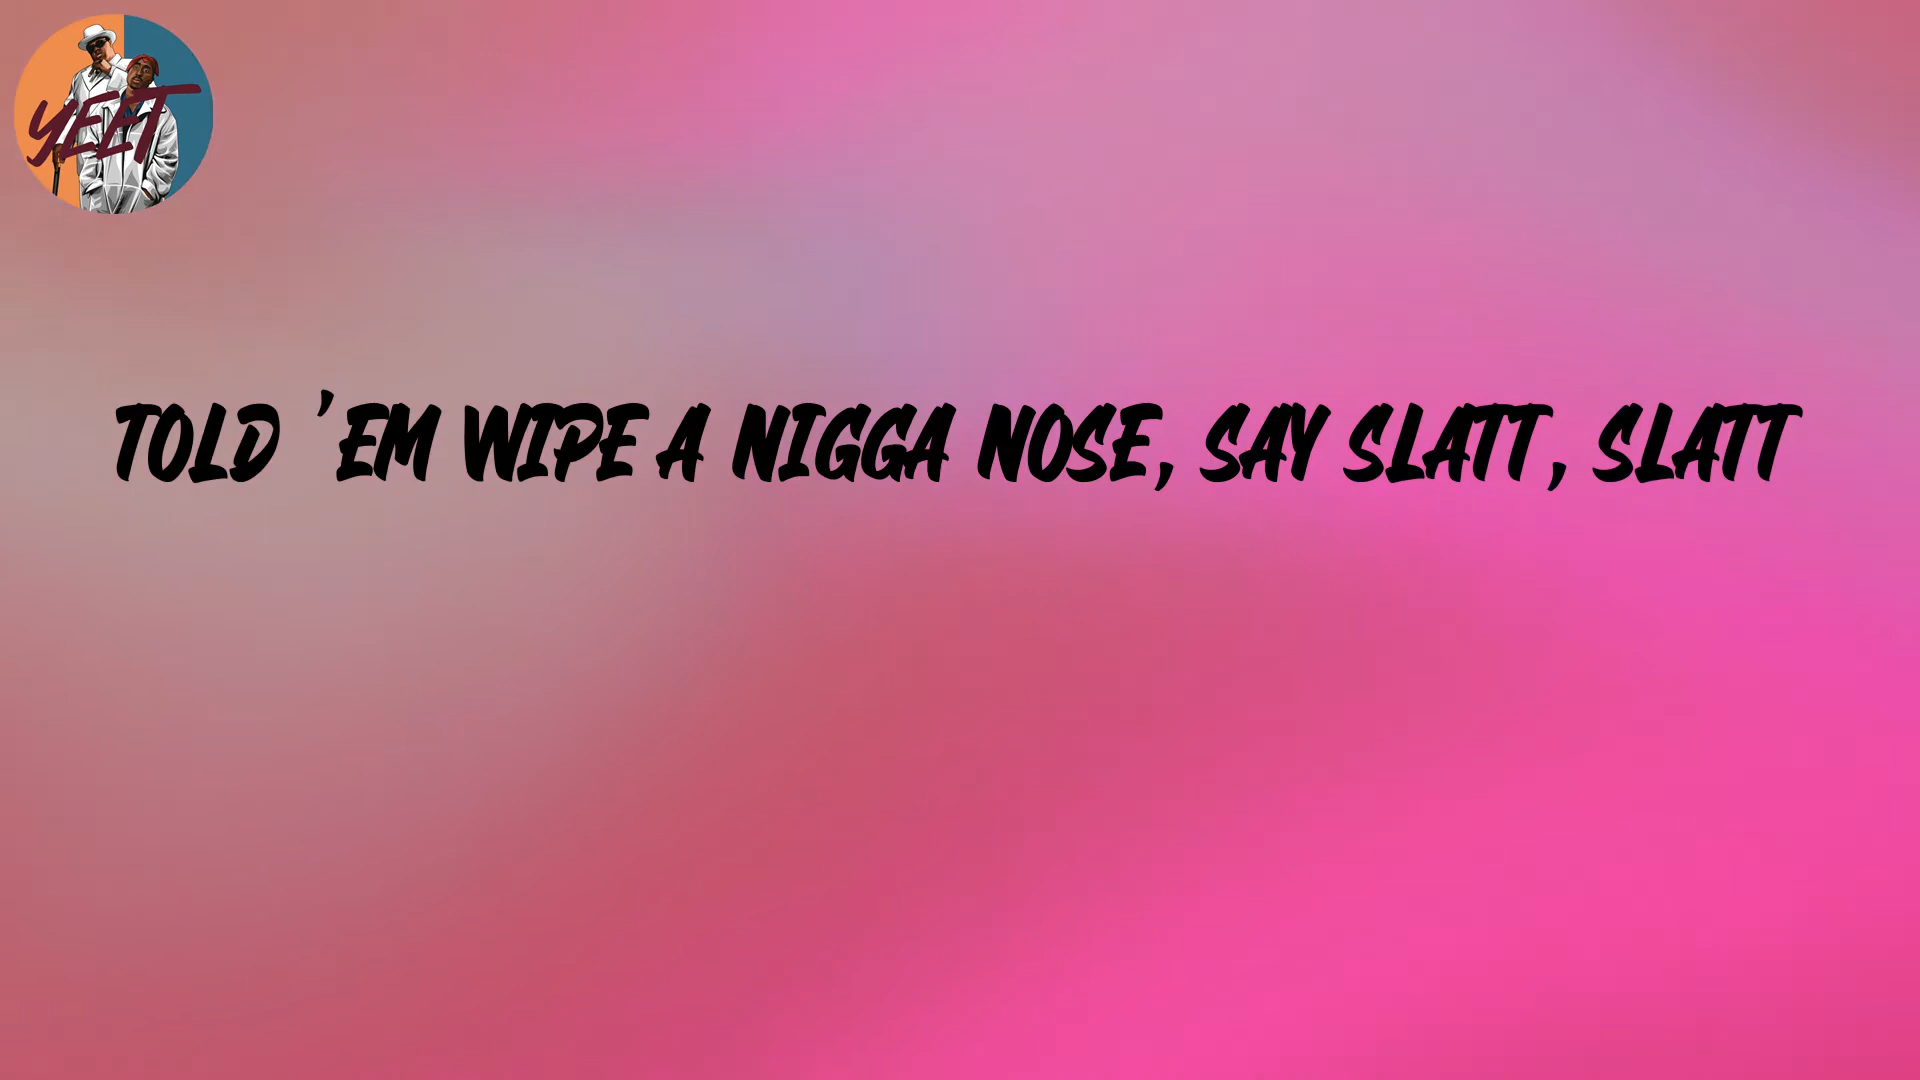 YEET
TOLD 'EM WIPE A NIGGA NOSE, SAY SLATT, SLATT